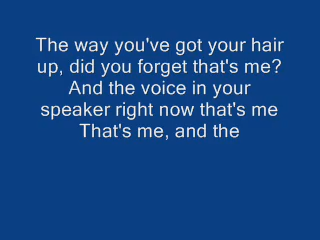 The way you've got your hair
up, did you forget that's me?
And the voice in your
speaker right now that's me
That's me, and the